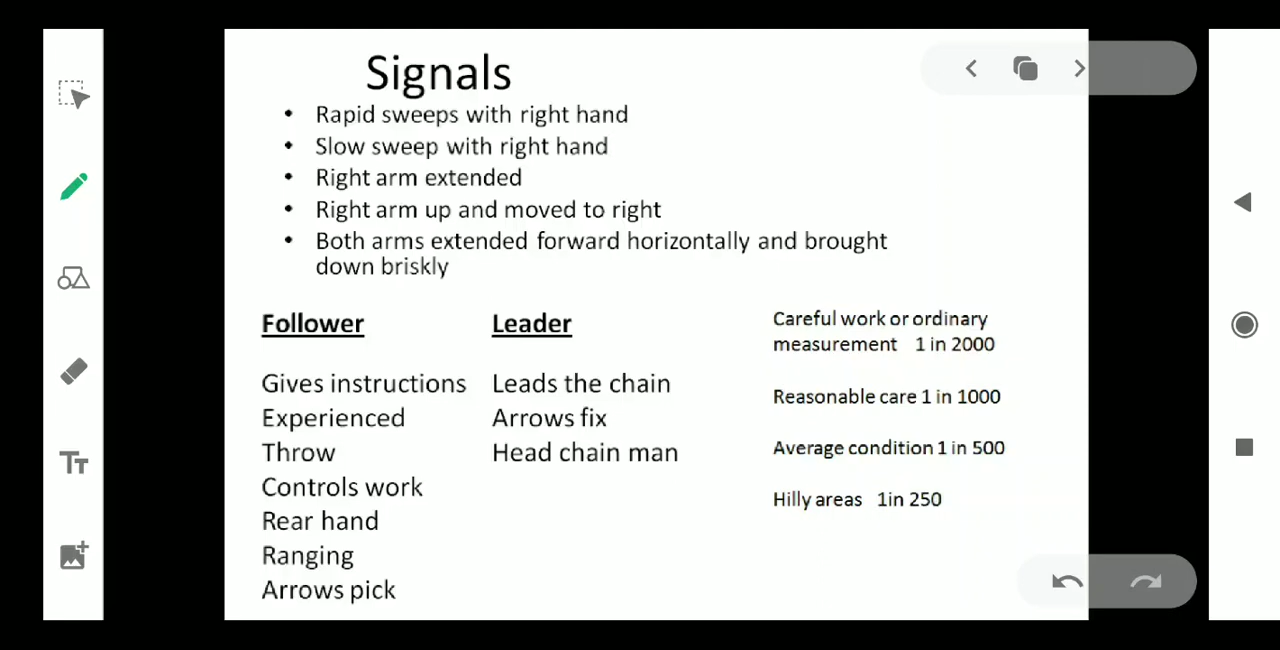 Signals
• Rapid sweeps with right hand
• Slow sweep with right hand
• Right arm extended
• Right arm up and moved to right
• Both arms extended forward horizontally and brought
down briskly
Follower
Gives instructions
Experienced
Throw
Controls work
Rear hand
Ranging
Arrows pick
Leader
Leads the chain
Arrows fix
Head chain man
Careful work or ordinary
measurement 1 in 2000
Reasonable care 1 in 1000
Average condition 1 in 500
Hilly areas 1in 250
TT